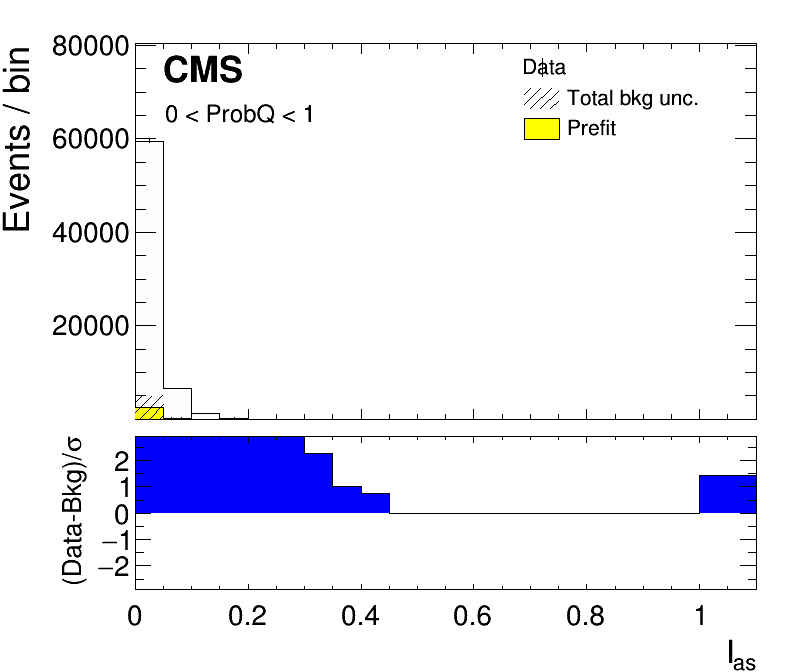 80000
60000
40000
20000
Events / bin
CMS
0 < ProbQ < 1
Data
Total bkg unc.
Prefit
(Data-Bkg)/σ
2
1
0
−1
−2
0 0.2 0.4 0.6 0.8 1
Ias